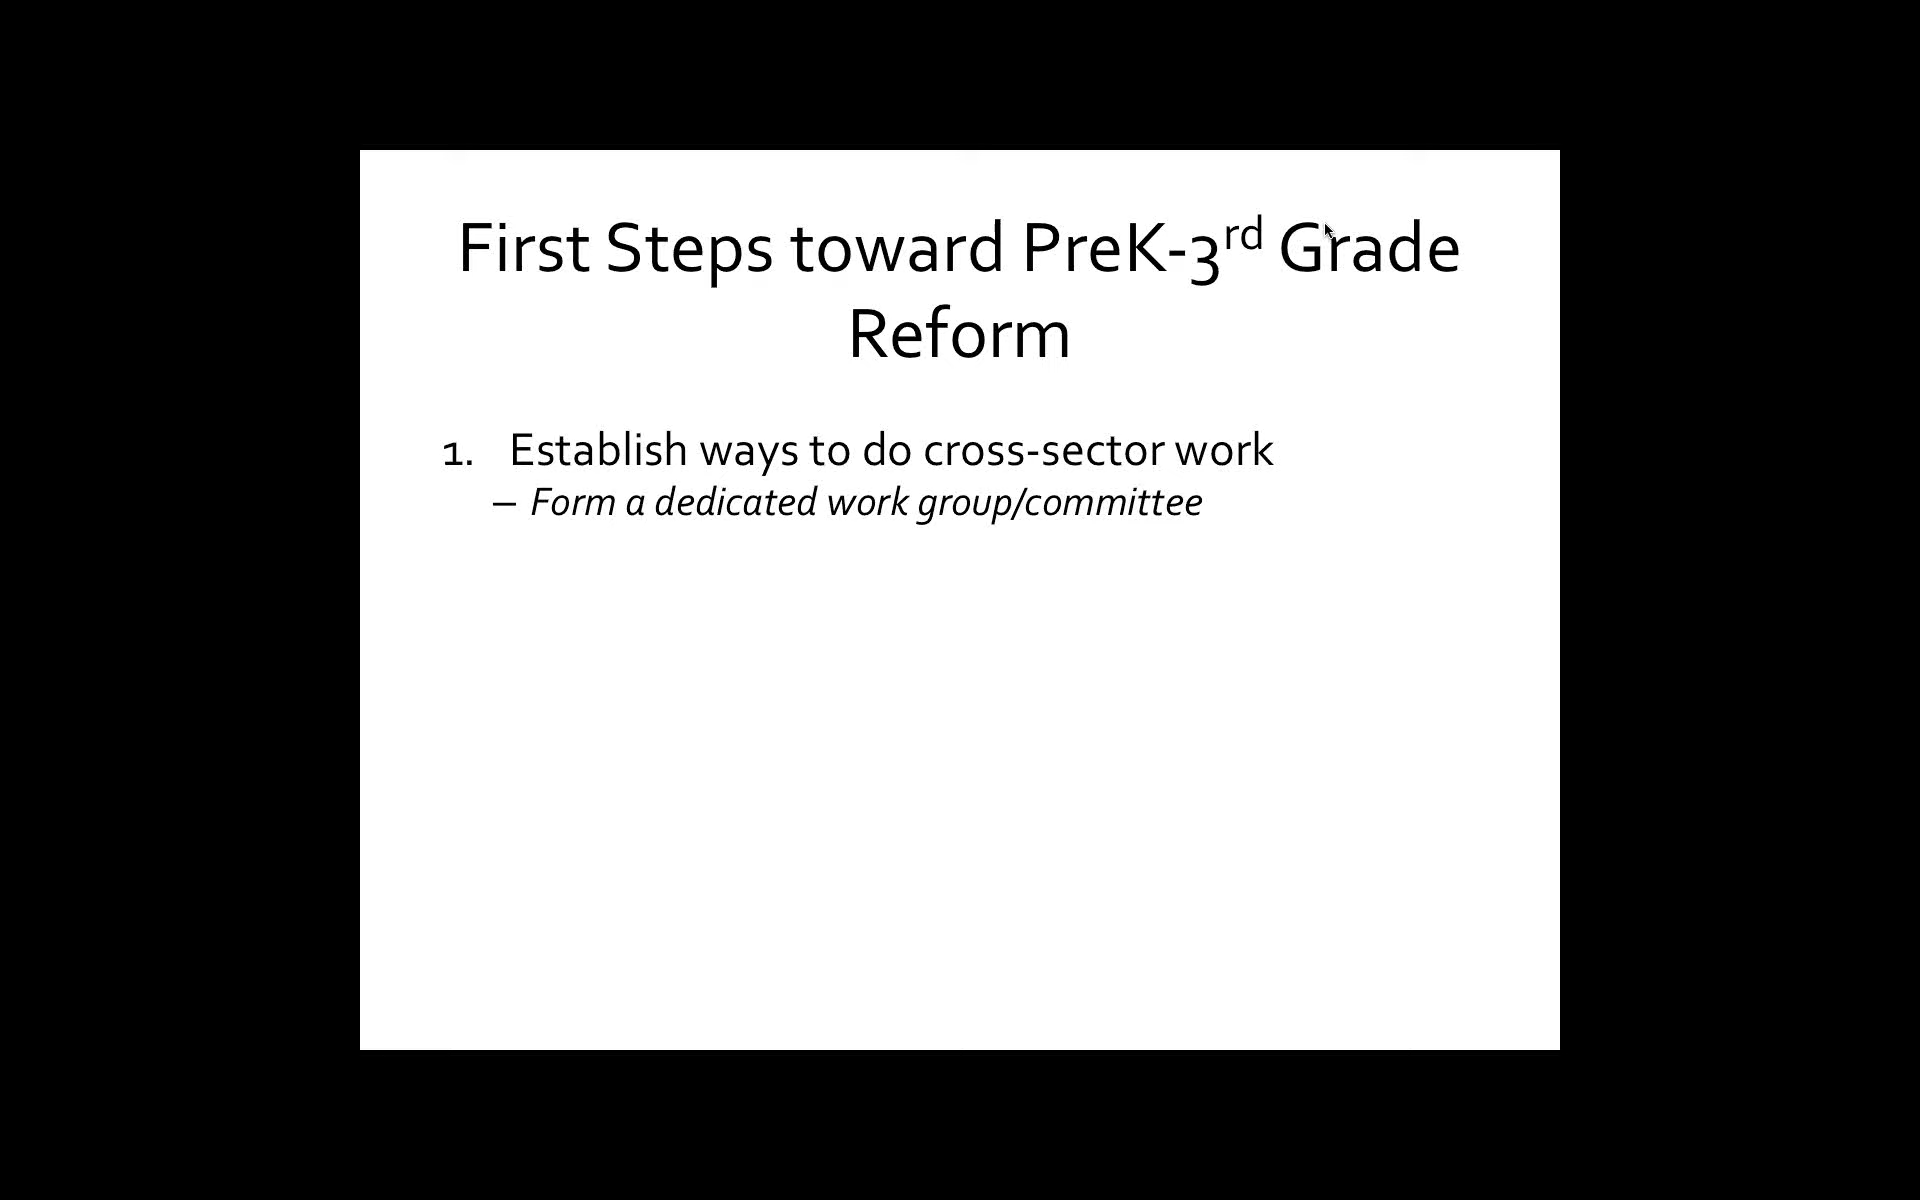 First Steps toward PreK-3rd Grade
Reform
1. Establish ways to do cross-sector work
– Form a dedicated work group/committee